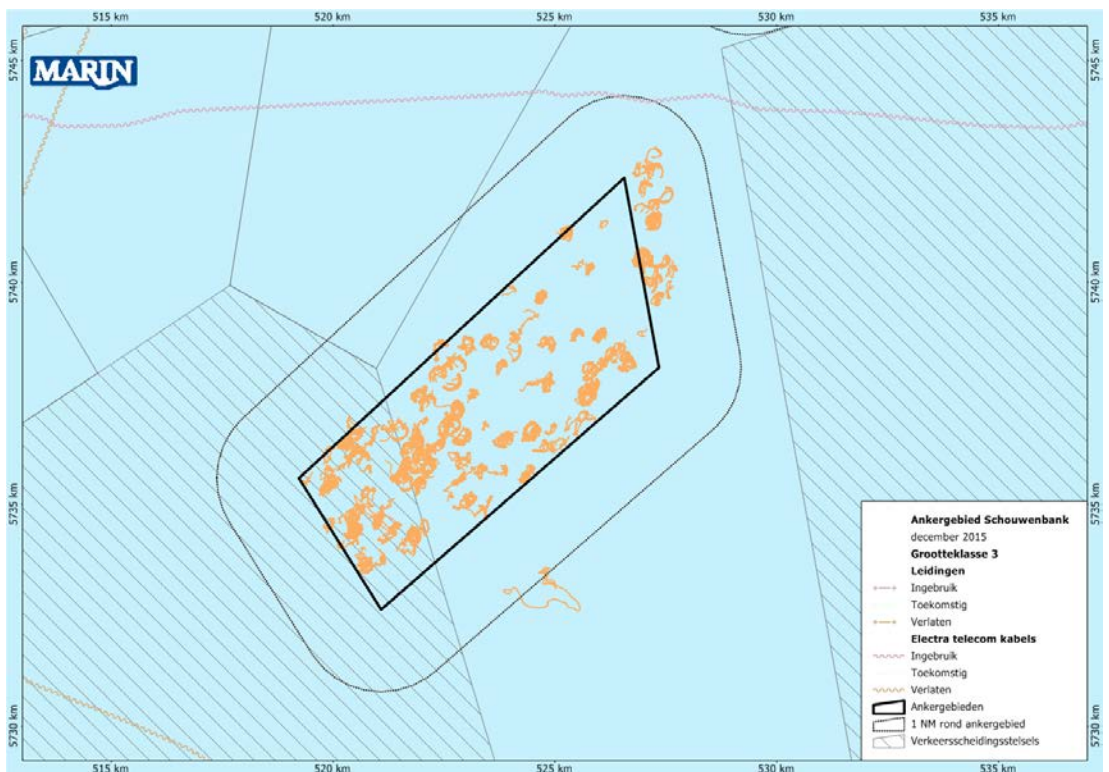 515 km 520 km 525 km 530 km 535 km
5745 km 5745 km
MARIN
5740 km 5740 km
5735 km 5735 km
Ankergebied Schouwenbank
december 2015
Grootteklasse 3
Leidingen
Ingebruik
Toekomstig
Verlaten
Electra telecom kabels
Ingebruik
Toekomstig
Verlaten
Ankergebieden
1 NM rond ankergebied
Verkeersscheidingsstelsels
5730 km 5730 km
515 km 520 km 525 km 530 km 535 km